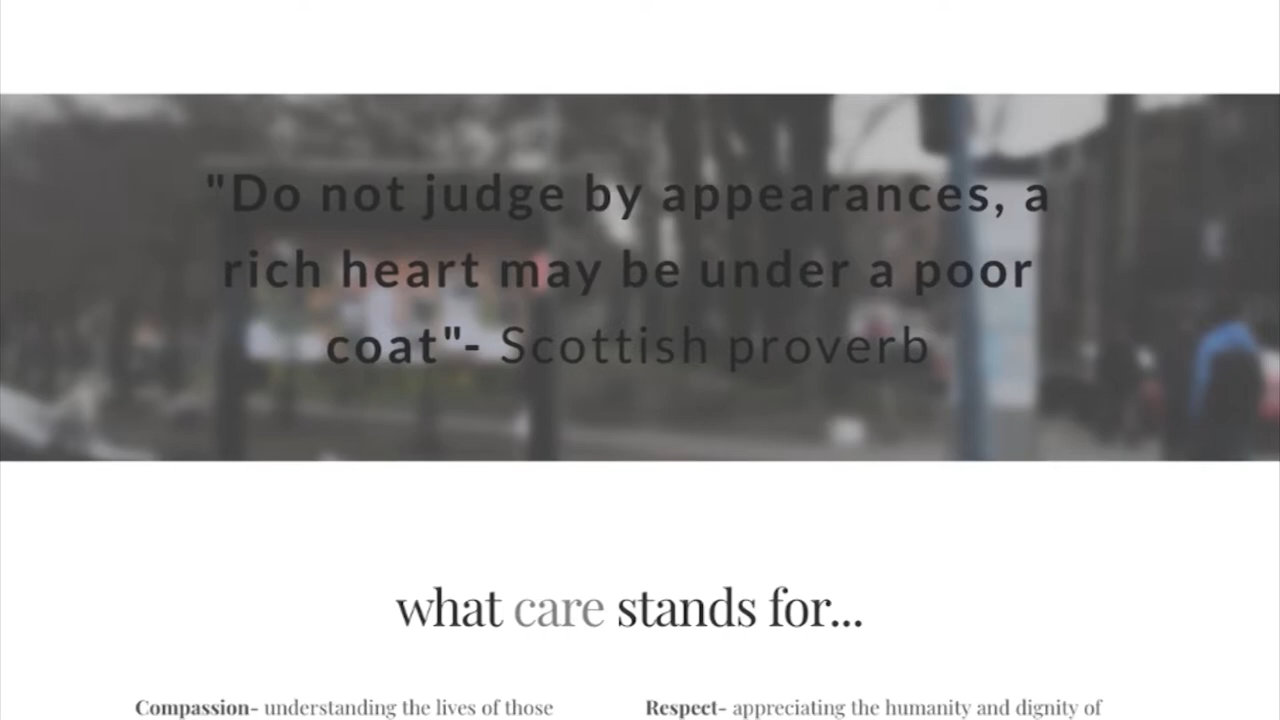 "Do not judge by appearances, a
rich heart may be under a poor
coat"- Scottish proverb
what care stands for...
Compassion- understanding the lives of those
Respect- appreciating the humanity and dignity of